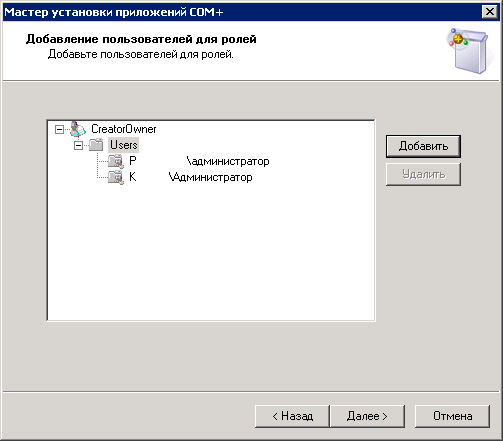 Мастер установки приложений COM+
Добавление пользователей для ролей
Добавьте пользователей для ролей.
CreatorOwner
Users
P \администратор
K \Администратор
Добавить
Удалить
< Назад
Далее >
Отмена